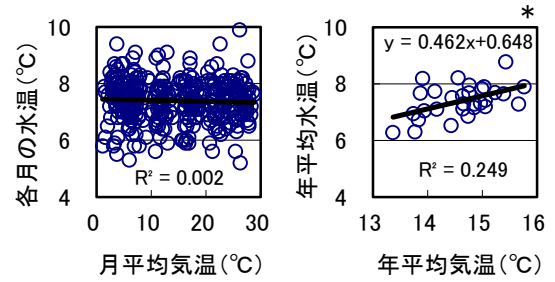 *
各月の水温(℃)
10
8
6
4
R² = 0.002
0
10
20
30
月平均気温(℃)
年平均水温(℃)
10
8
6
4
y = 0.462x+0.648
R² = 0.249
13
14
15
16
年平均気温(℃)